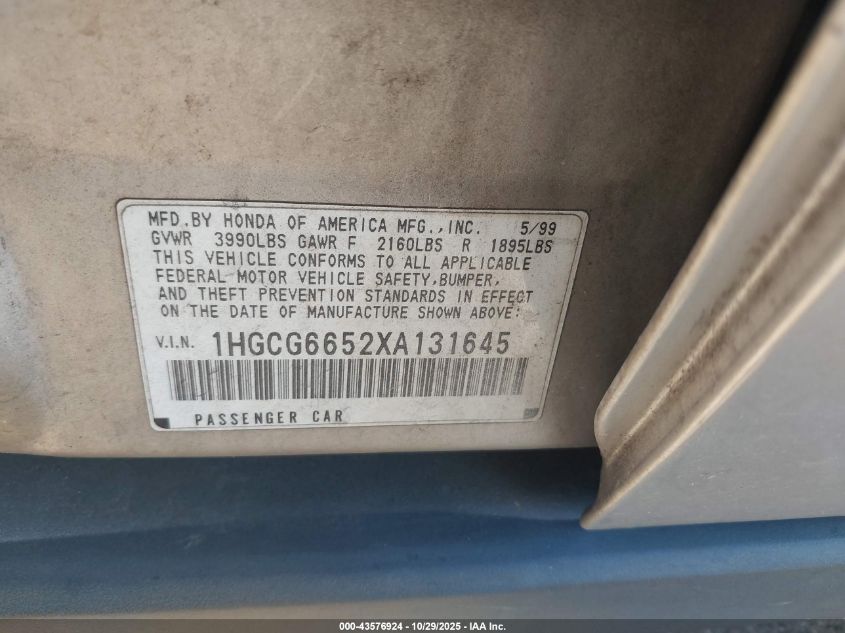 MFD.BY HONDA OF AMERICA MFG.,INC. 5/99
GVWR 3990LBS GAWR F 2160LBS R 1895LBS
THIS VEHICLE CONFORMS TO ALL APPLICABLE
FEDERAL MOTOR VEHICLE SAFETY,BUMPER,
AND THEFT PREVENTION STANDARDS IN EFFECT
ON THE DATE OF MANUFACTURE SHOWN ABOVE:
V.I.N. 1HGCG6652XA131645
PASSENGER CAR
000-43576924 - 10/29/2025 - IAA Inc.